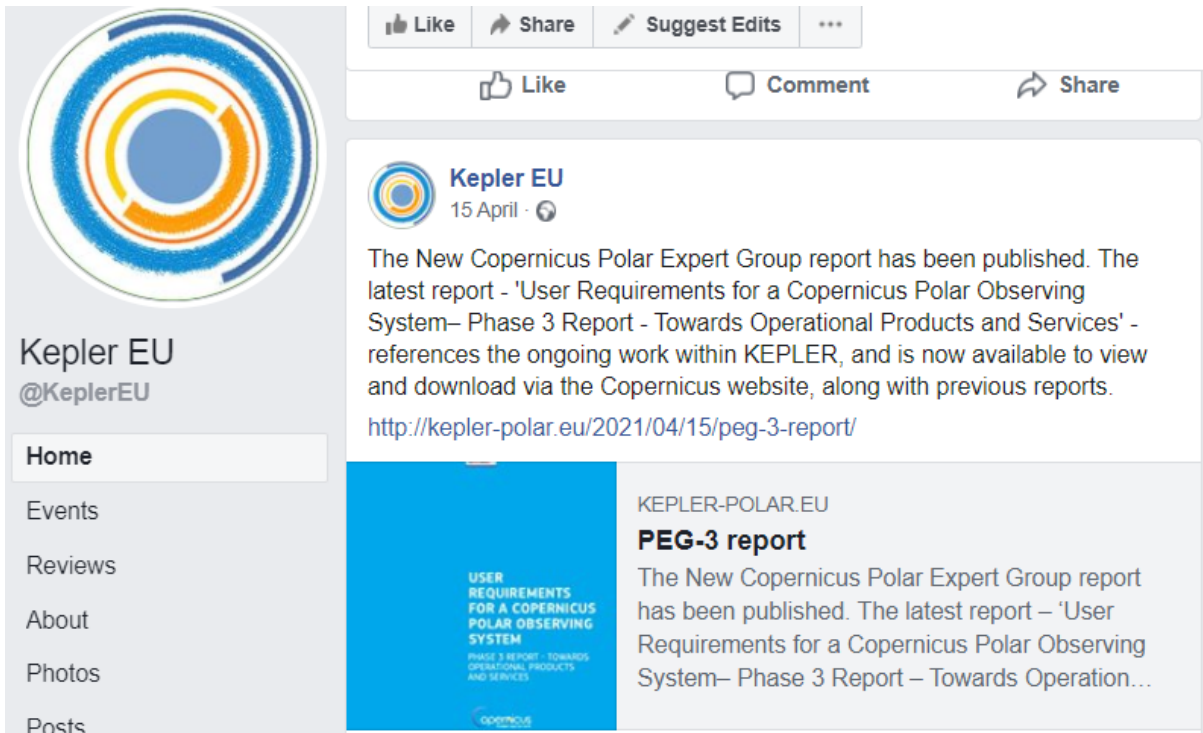 Like Share Suggest Edits ...
Like Comment Share
Kepler EU
@KeplerEU
Home
Events
Reviews
About
Photos
Posts
Kepler EU
15 April ·
The New Copernicus Polar Expert Group report has been published. The
latest report - 'User Requirements for a Copernicus Polar Observing
System– Phase 3 Report - Towards Operational Products and Services' -
references the ongoing work within KEPLER, and is now available to view
and download via the Copernicus website, along with previous reports.
http://kepler-polar.eu/2021/04/15/peg-3-report/
USER
REQUIREMENTS
FOR A COPERNICUS
POLAR OBSERVING
SYSTEM
PHASE 3 REPORT - TOWARDS
OPERATIONAL PRODUCTS
AND SERVICES
opernicus
KEPLER-POLAR.EU
PEG-3 report
The New Copernicus Polar Expert Group report
has been published. The latest report – ‘User
Requirements for a Copernicus Polar Observing
System– Phase 3 Report – Towards Operation…